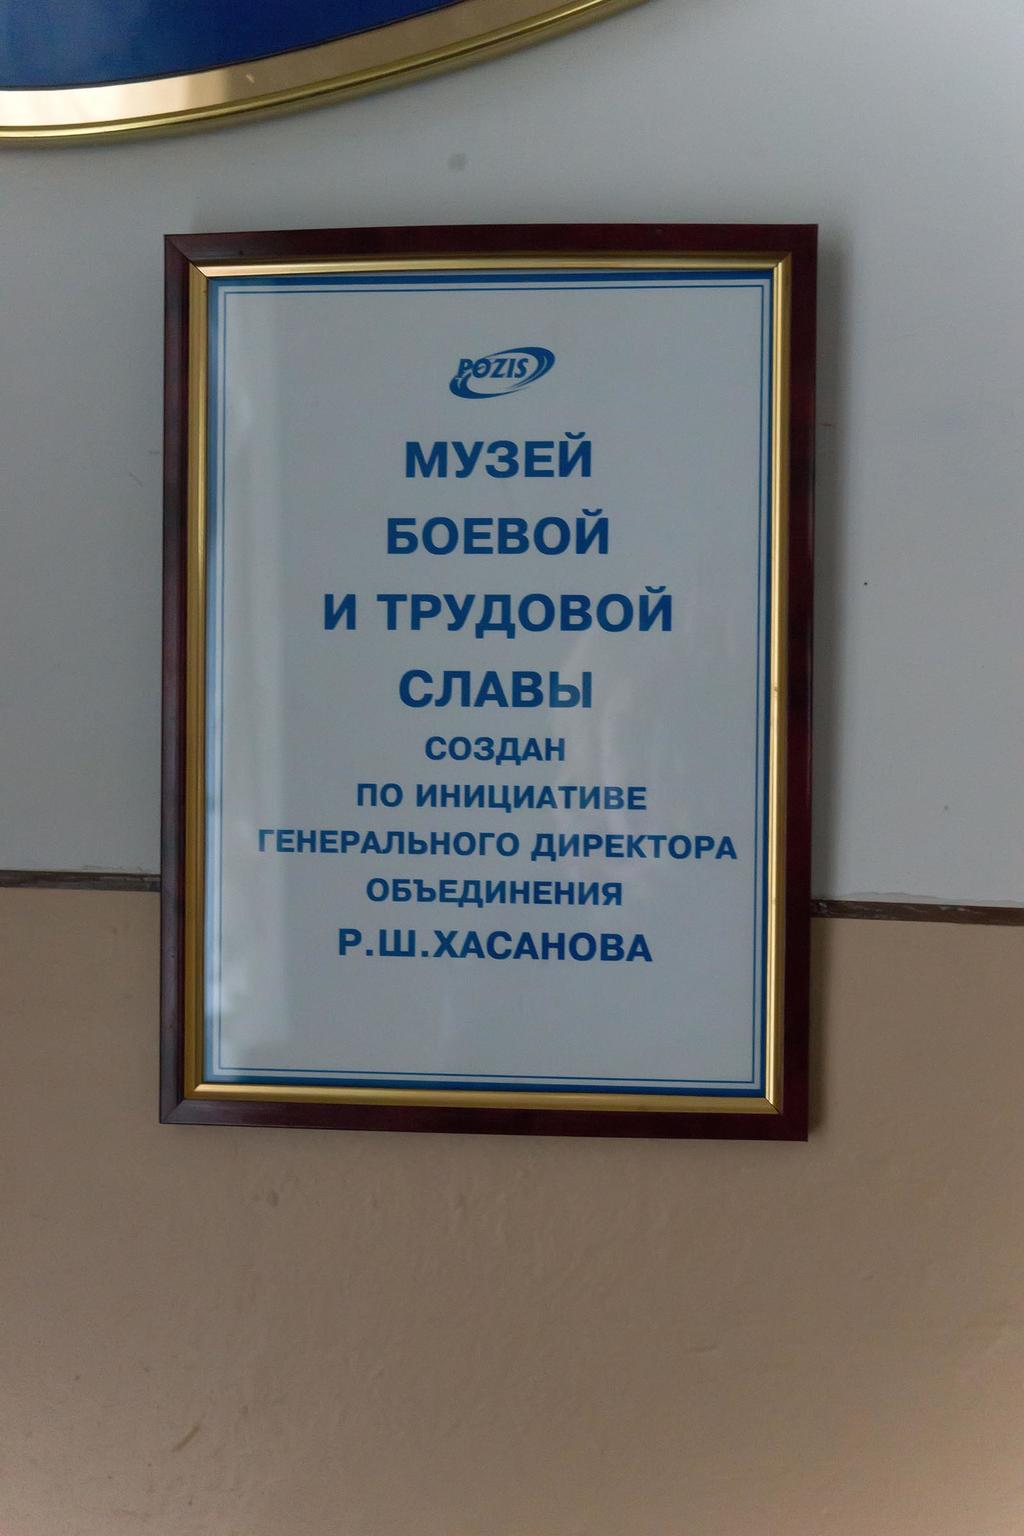 POZIS
МУЗЕЙ
БОЕВОЙ
И ТРУДОВОЙ
СЛАВЫ
СОЗДАН
ПО ИНИЦИАТИВЕ
ГЕНЕРАЛЬНОГО ДИРЕКТОРА
ОБЪЕДИНЕНИЯ
Р.Ш.ХАСАНОВА